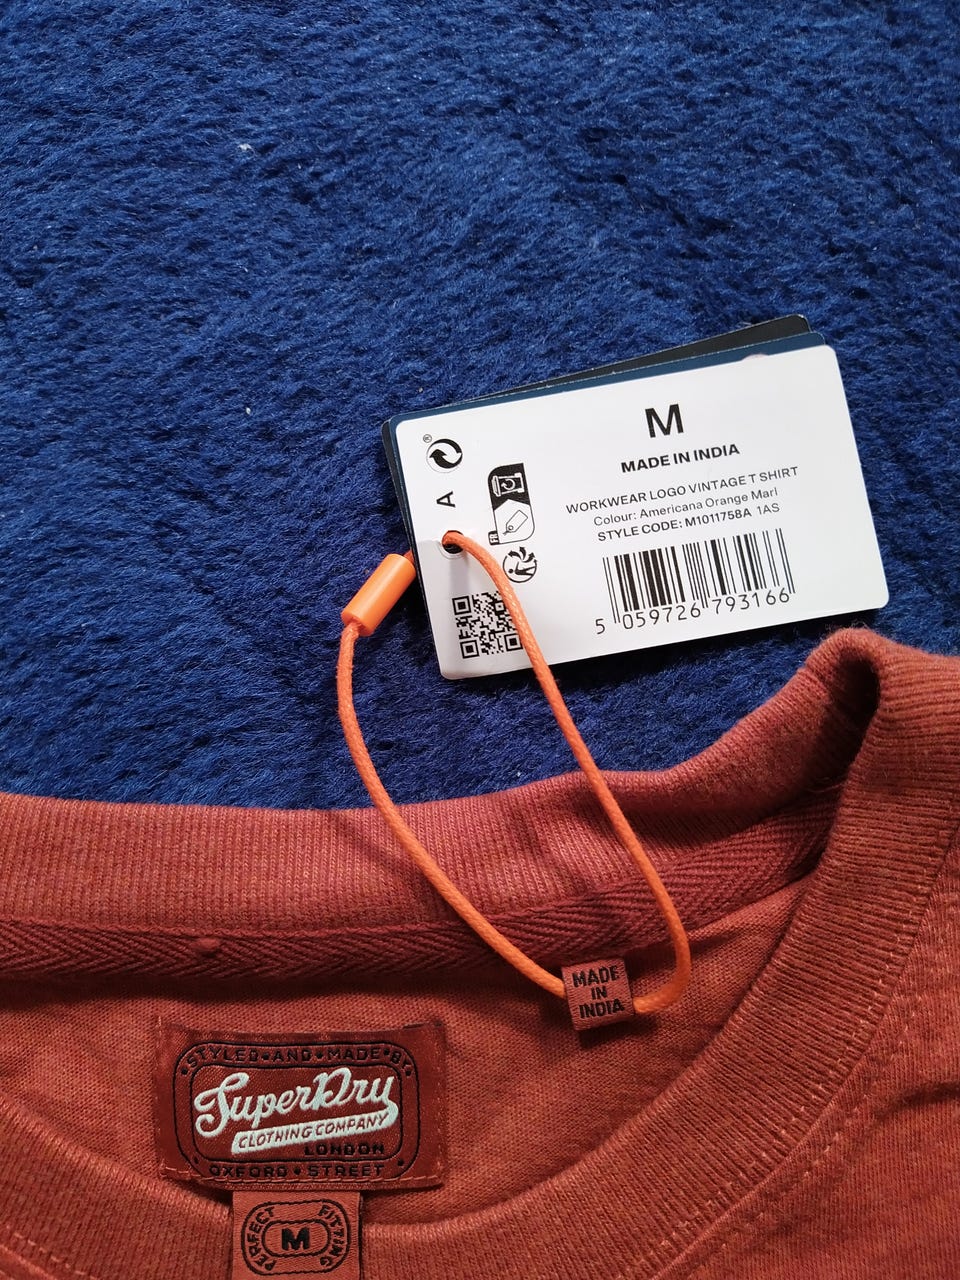 M
MADE IN INDIA
WORKWEAR LOGO VINTAGE T SHIRT
Colour: Americana Orange Marl
STYLE CODE: M1011758A 1AS
5 059726 793166
A
®
FR
MADE
IN
INDIA
STYLED•AND•MADE•BY
SuperDry
CLOTHING COMPANY
LONDON
OXFORD • STREET
PERFECT
FITTING
M